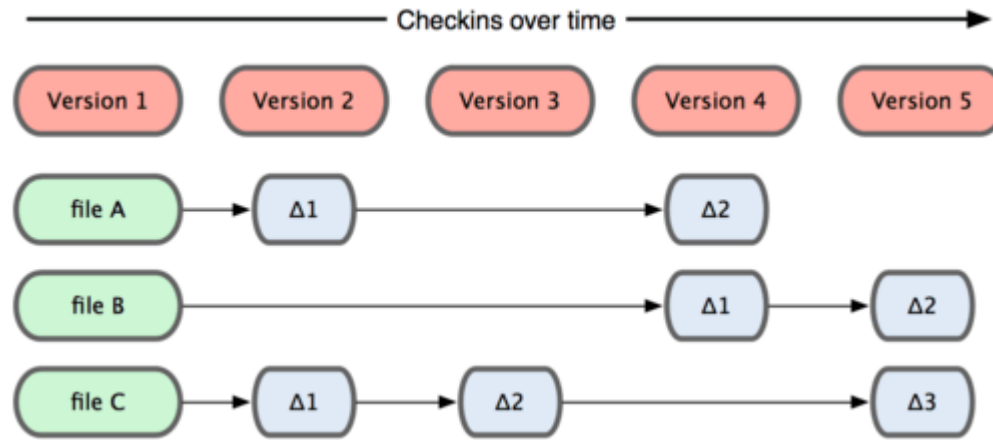 Checkins over time
Version 1 Version 2 Version 3 Version 4 Version 5
file A Δ1 Δ2
file B Δ1 Δ2
file C Δ1 Δ2 Δ3